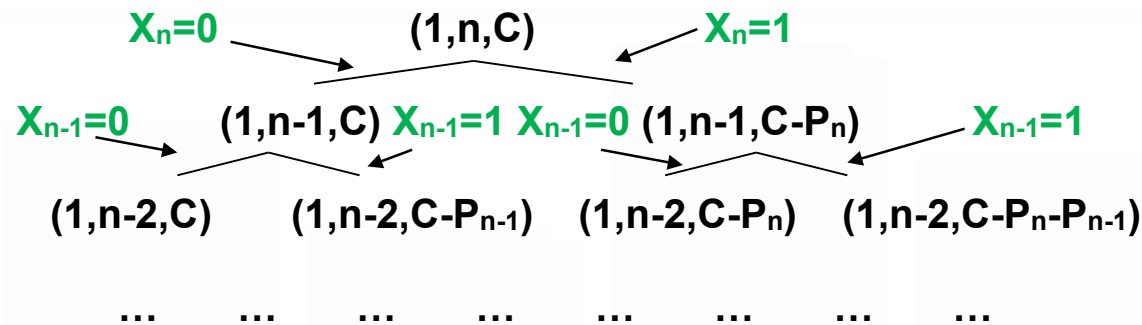 Xn=0 (1,n,C) Xn=1
Xn-1=0 (1,n-1,C) Xn-1=1 Xn-1=0 (1,n-1,C-Pn) Xn-1=1
(1,n-2,C) (1,n-2,C-Pn-1) (1,n-2,C-Pn) (1,n-2,C-Pn-Pn-1)
... ... ... ... ... ... ... ...